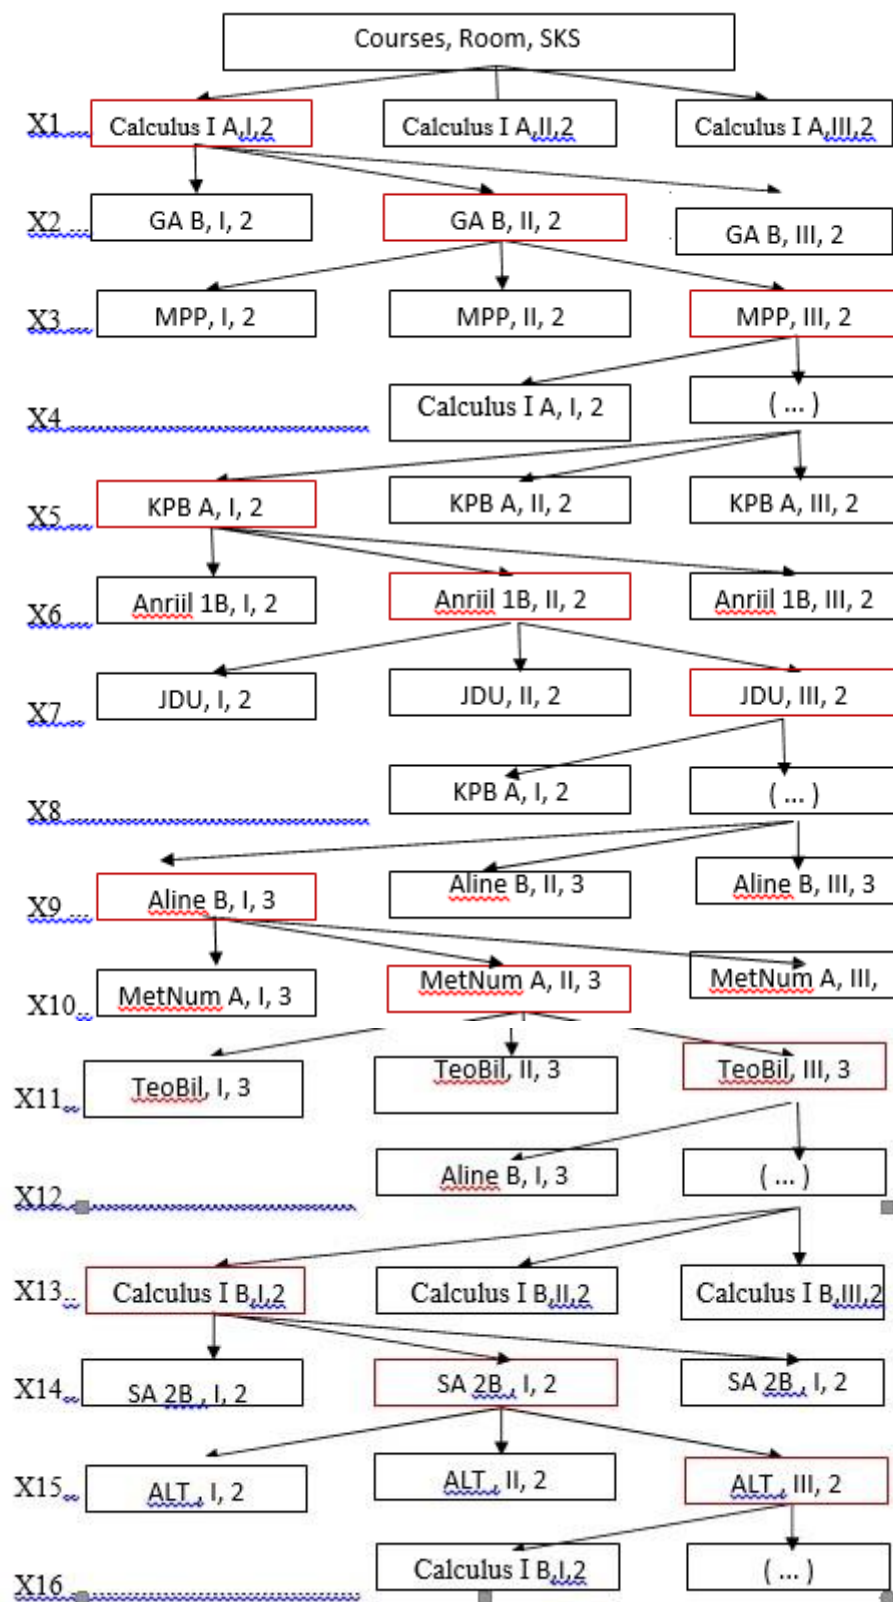 Courses, Room, SKS
X1 ... Calculus I A,I,2 Calculus I A,II,2 Calculus I A,III,2
X2 ... GA B, I, 2 GA B, II, 2 GA B, III, 2
X3 ... MPP, I, 2 MPP, II, 2 MPP, III, 2
X4 Calculus I A, I, 2 ( ... )
X5 ... KPB A, I, 2 KPB A, II, 2 KPB A, III, 2
X6 ... Anriil 1B, I, 2 Anriil 1B, II, 2 Anriil 1B, III, 2
X7 ... JDU, I, 2 JDU, II, 2 JDU, III, 2
X8 KPB A, I, 2 ( ... )
X9 ... Aline B, I, 3 Aline B, II, 3 Aline B, III, 3
X10.. MetNum A, I, 3 MetNum A, II, 3 MetNum A, III,
X11.. TeoBil, I, 3 TeoBil, II, 3 TeoBil, III, 3
X12 Aline B, I, 3 ( ... )
X13.. Calculus I B,I,2 Calculus I B,II,2 Calculus I B,III,2
X14.. SA 2B , I, 2 SA 2B , I, 2 SA 2B , I, 2
X15.. ALT , I, 2 ALT , II, 2 ALT , III, 2
X16 Calculus I B,I,2 ( ... )